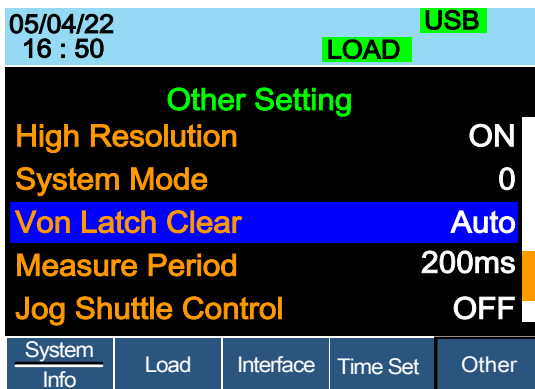 05/04/22 USB
16 : 50 LOAD
Other Setting
High Resolution ON
System Mode 0
Von Latch Clear Auto
Measure Period 200ms
Jog Shuttle Control OFF
System
Info Load Interface Time Set Other